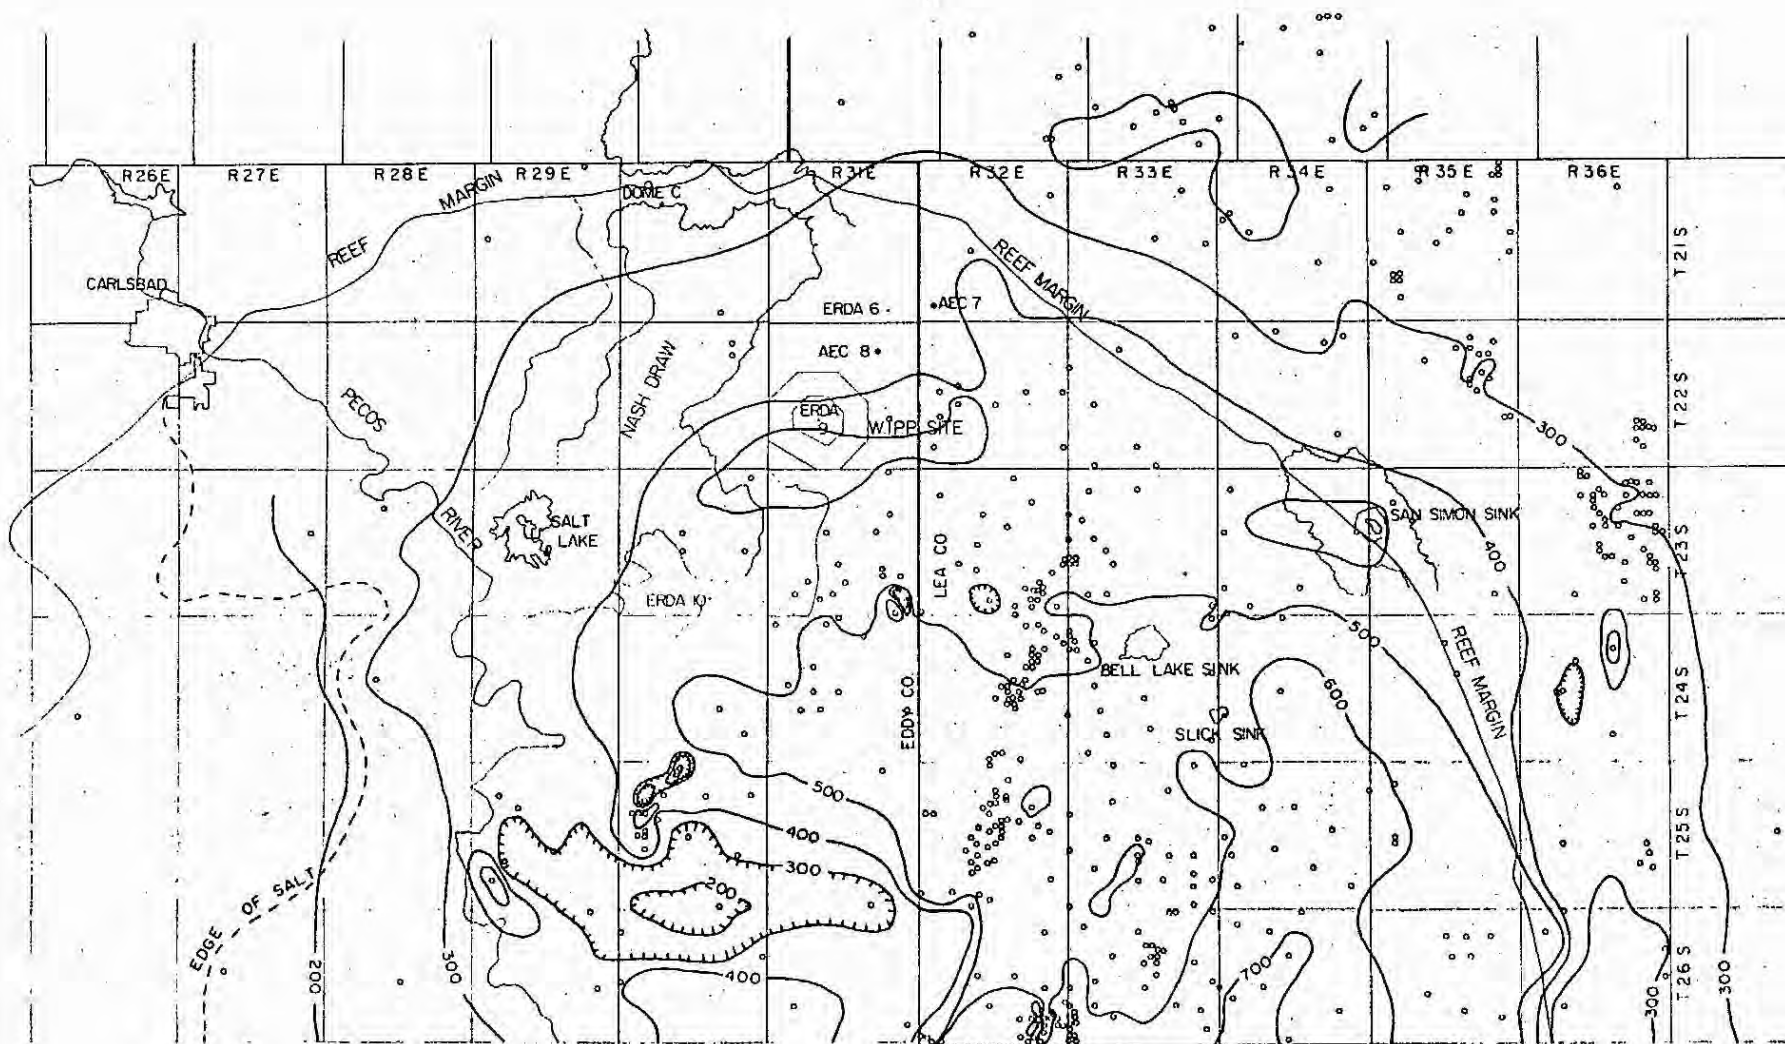 R26E R27E R28E R29E R31E R32E R33E R34E R35E R36E
DOME C
MARGIN
REEF
CARLSBAD
REEF MARGIN
T21S
ERDA 6
AEC 7
AEC 8
NASH DRAW
PECOS
RIVER
ERDA
9
WIPP SITE
T22S
300
SALT
LAKE
SAN SIMON SINK
400
T23S
LEA CO
ERDA 10
500
BELL LAKE SINK
REEF MARGIN
600
T24S
EDDY CO.
SLICK SINK
500
400
300
200
T25S
EDGE OF SALT
200
300
400
700
300
300
T26S